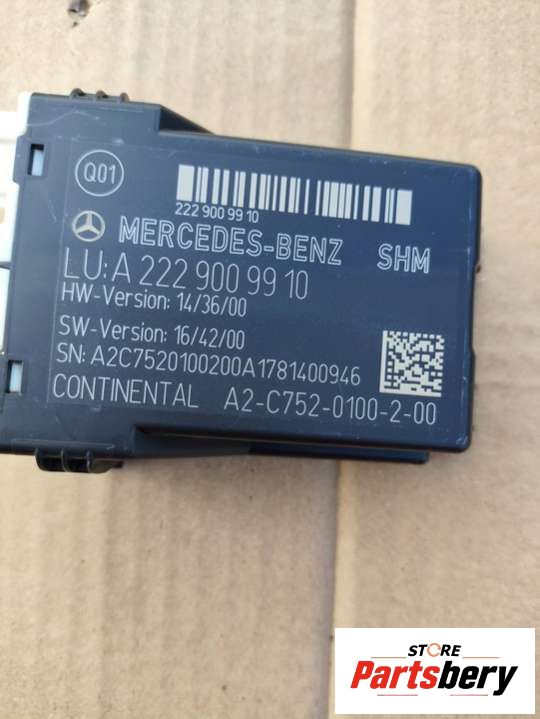 Q01
222 900 99 10
MERCEDES-BENZ SHM
LU: A 222 900 99 10
HW-Version: 14/36/00
SW-Version: 16/42/00
SN: A2C7520100200A1781400946
CONTINENTAL A2-C752-0100-2-00
STORE
Partsbery